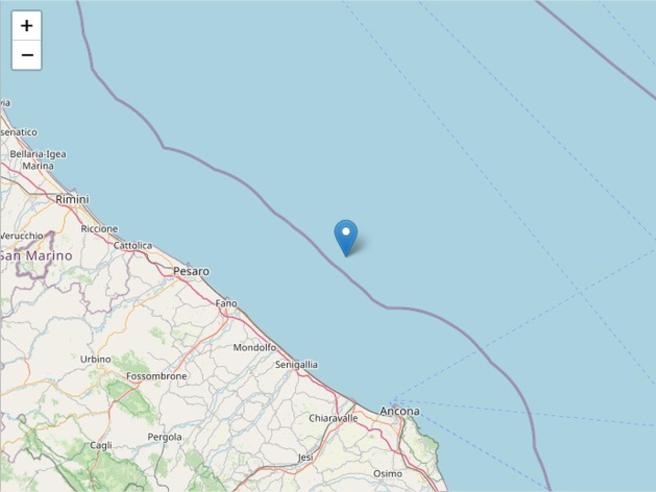 +
−
via
senatico
Bellaria-Igea
Marina
Rimini
Verucchio
Riccione
San Marino
Cattolica
Pesaro
Fano
Mondolfo
Urbino
Senigallia
Fossombrone
Ancona
Chiaravalle
Pergola
Cagli
Jesi
Osimo